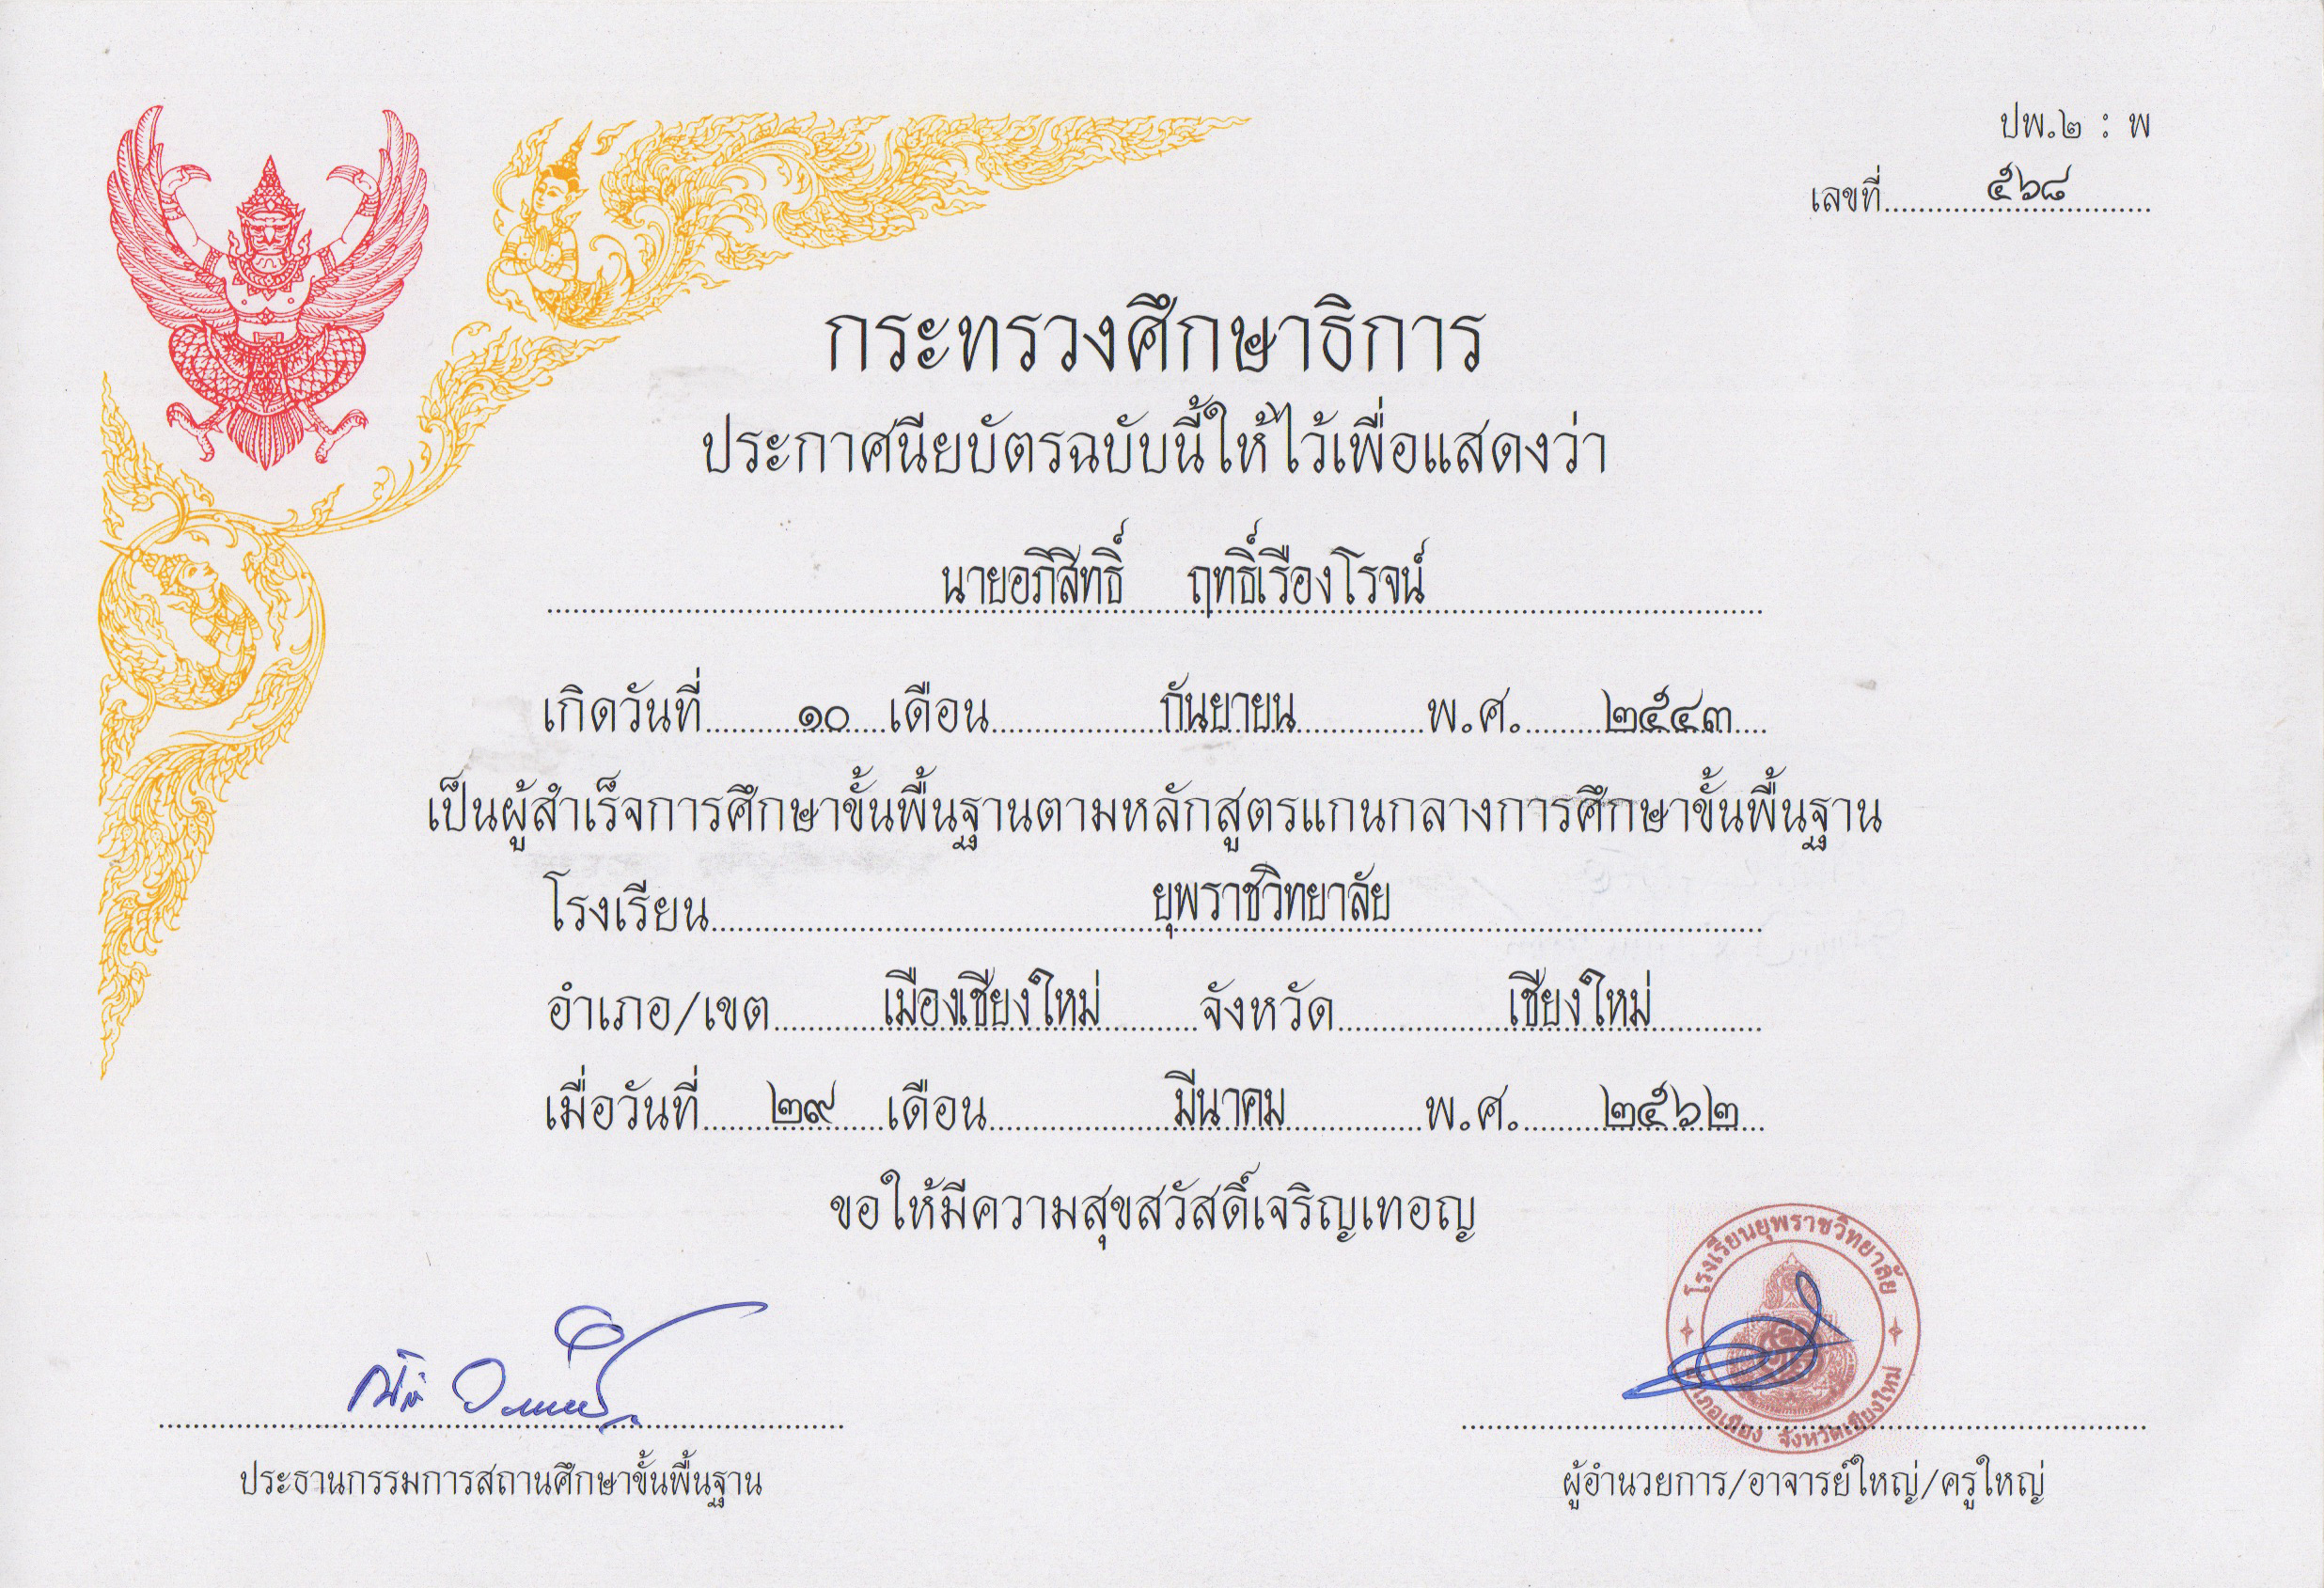 ปพ.๒ : พ
เลขที่ ๕๖๘
กระทรวงศึกษาธิการ
ประกาศนียบัตรฉบับนี้ให้ไว้เพื่อแสดงว่า
นายอภิสิทธิ์ ฤทธิ์เรืองโรจน์
เกิดวันที่ ๑๐ เดือน กันยายน พ.ศ. ๒๕๔๓
เป็นผู้สำเร็จการศึกษาขั้นพื้นฐานตามหลักสูตรแกนกลางการศึกษาขั้นพื้นฐาน
โรงเรียน ยุพราชวิทยาลัย
อำเภอ/เขต เมืองเชียงใหม่ จังหวัด เชียงใหม่
เมื่อวันที่ ๒๙ เดือน มีนาคม พ.ศ. ๒๕๖๒
ขอให้มีความสุขสวัสดิ์เจริญเทอญ
โรงเรียนยุพราชวิทยาลัย
อำเภอเมือง จังหวัดเชียงใหม่
ประธานกรรมการสถานศึกษาขั้นพื้นฐาน
ผู้อำนวยการ/อาจารย์ใหญ่/ครูใหญ่